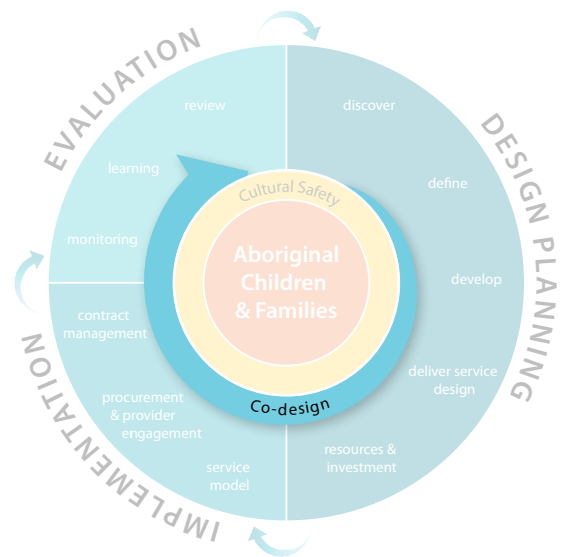 EVALUATION
DESIGN PLANNING
IMPLEMENTATION
review
learning
monitoring
discover
define
develop
deliver service
design
resources &
investment
service
model
procurement
& provider
engagement
contract
management
Cultural Safety
Aboriginal
Children
& Families
Co-design